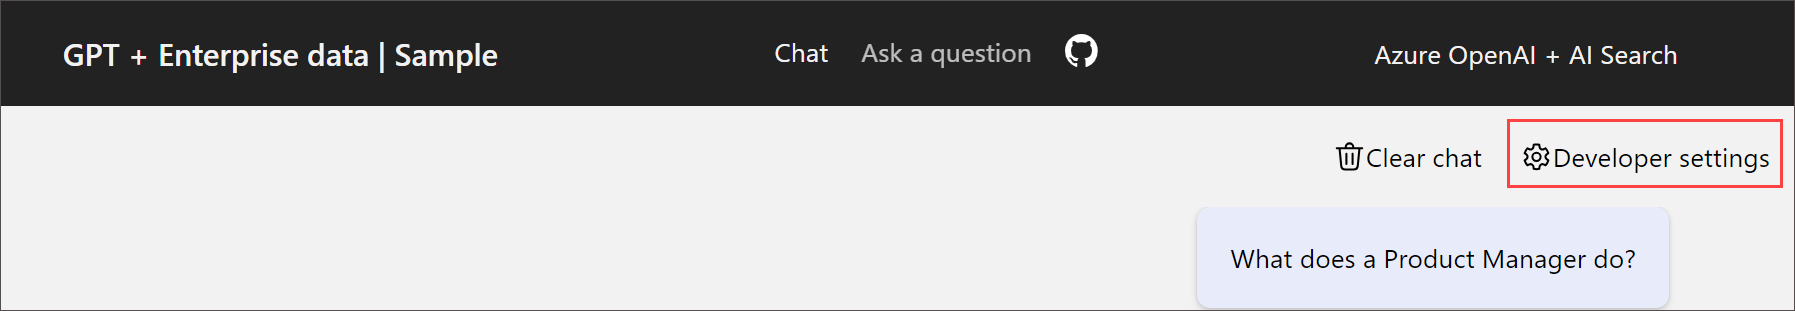 GPT + Enterprise data | Sample
Chat
Ask a question
Azure OpenAI + AI Search
Clear chat
Developer settings
What does a Product Manager do?